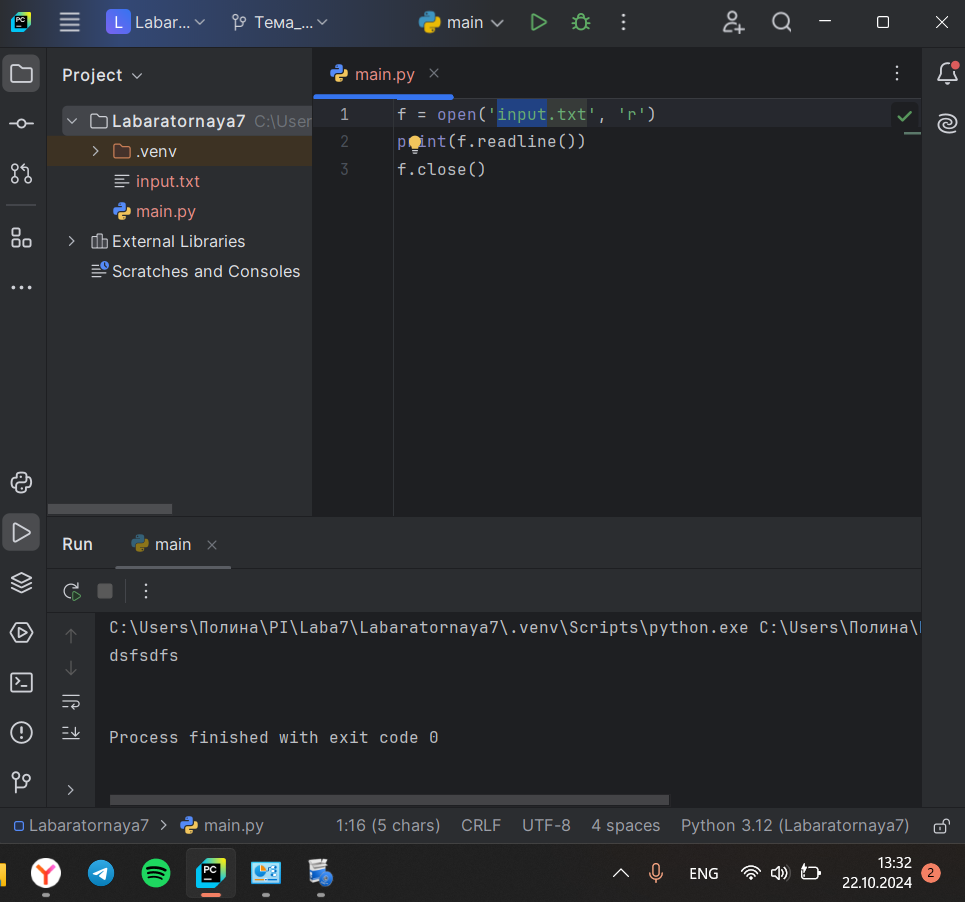 PC L Labar... Тема_... main
Project
main.py
Labaratornaya7 C:\User
.venv
input.txt
main.py
External Libraries
Scratches and Consoles
1 f = open('input.txt', 'r')
2 print(f.readline())
3 f.close()
Run main
C:\Users\Полина\PI\Laba7\Labaratornaya7\.venv\Scripts\python.exe C:\Users\Полина\
dsfsdfs
Process finished with exit code 0
Labaratornaya7 > main.py 1:16 (5 chars) CRLF UTF-8 4 spaces Python 3.12 (Labaratornaya7)
Y PC ENG 13:32
22.10.2024 2